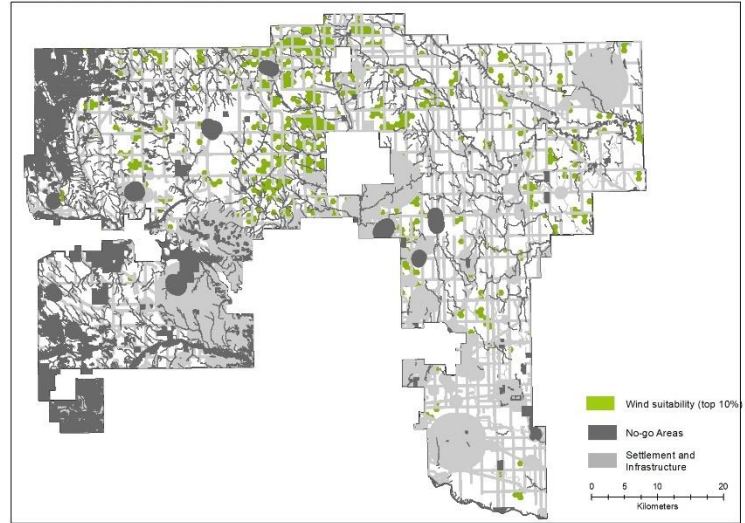 Wind suitability (top 10%)
No-go Areas
Settlement and
Infrastructure
0 5 10 20
Kilometers